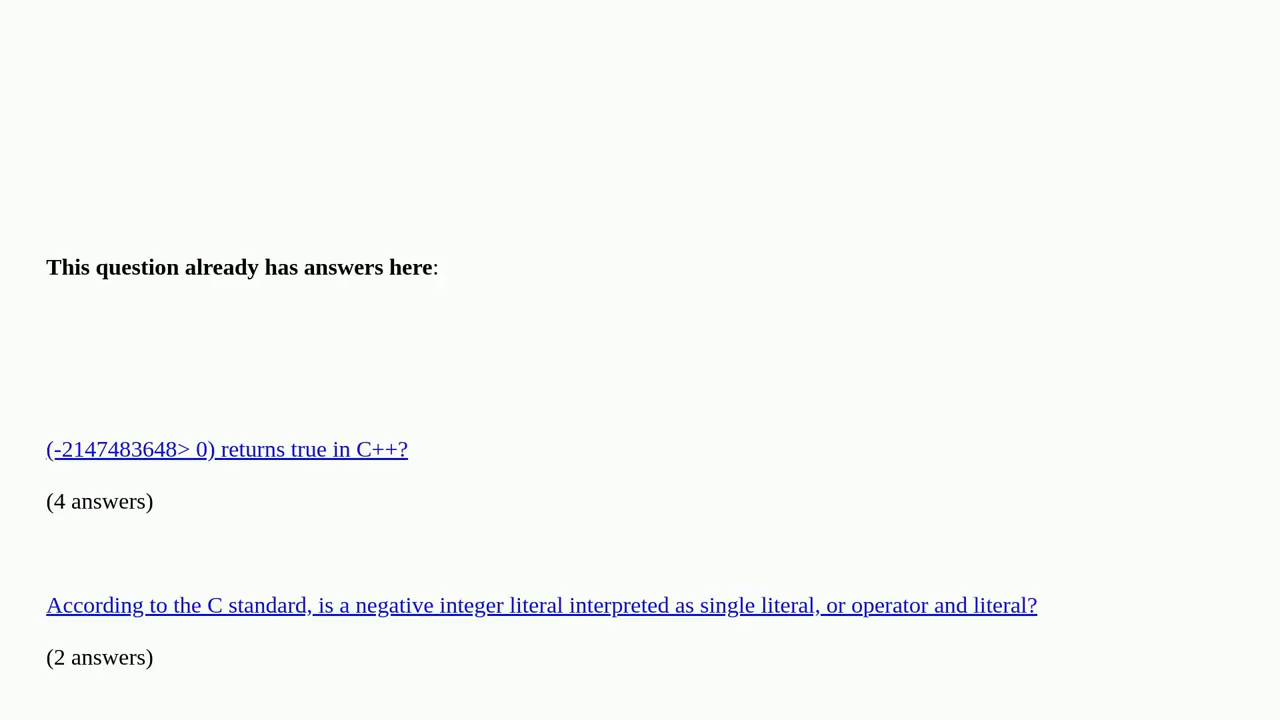 This question already has answers here:
(-2147483648> 0) returns true in C++?
(4 answers)
According to the C standard, is a negative integer literal interpreted as single literal, or operator and literal?
(2 answers)